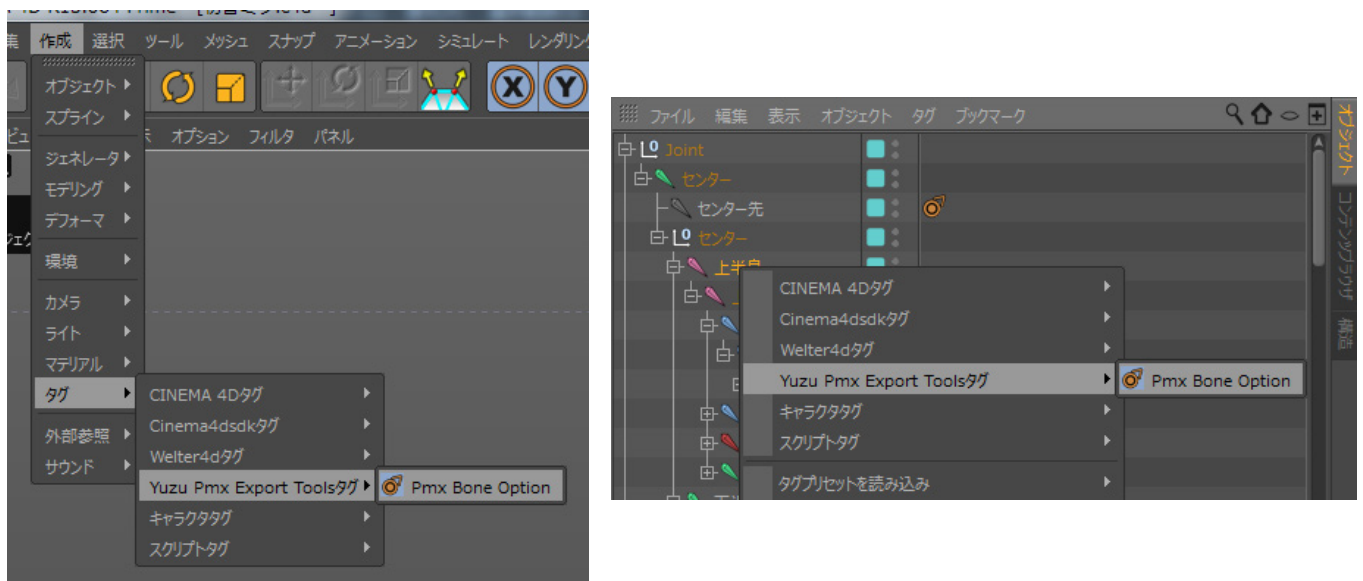 作成 選択 ツール メッシュ スナップ アニメーション シミュレート
オブジェクト
スプライン
オプション フィルタ パネル
ジェネレータ
モデリング
デフォーマ
環境
カメラ
ライト
マテリアル
タグ
外部参照
サウンド
CINEMA 4Dタグ
Cinema4dsdkタグ
Welter4dタグ
Yuzu Pmx Export Toolsタグ
キャラクタタグ
スクリプトタグ
Pmx Bone Option
X Y
ファイル 編集 表示 オブジェクト タグ ブックマーク
Joint
センター
センター先
センター
上半身
CINEMA 4Dタグ
Cinema4dsdkタグ
Welter4dタグ
Yuzu Pmx Export Toolsタグ
キャラクタタグ
スクリプトタグ
タグプリセットを読み込み
Pmx Bone Option
オブジェクト
コンテンツブラウザ
構造